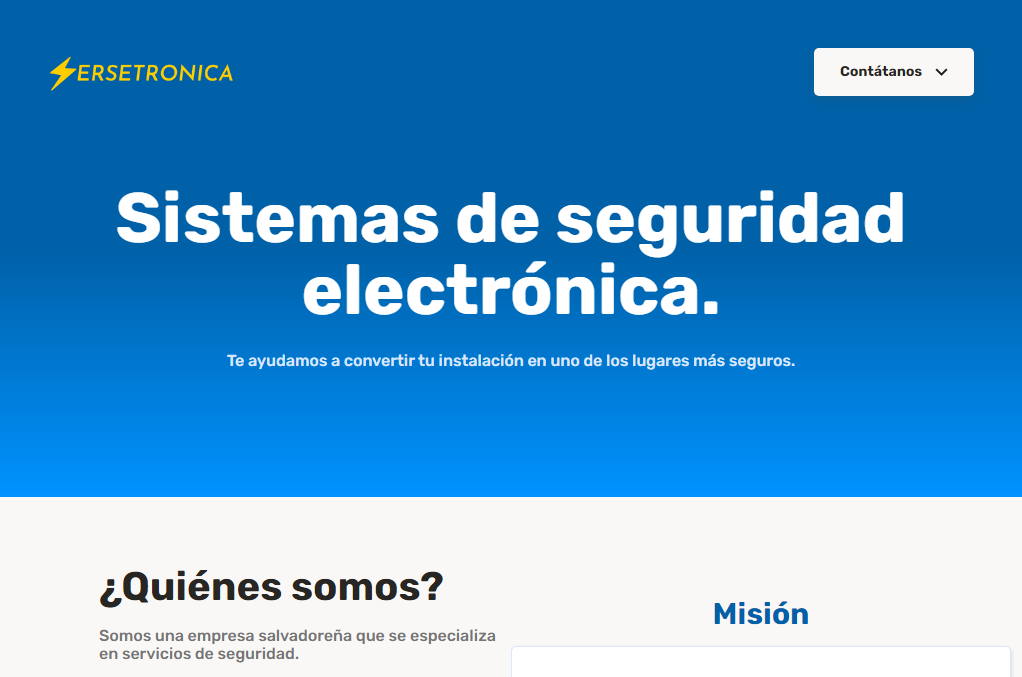 ERSETRONICA
Contátanos
Sistemas de seguridad
electrónica.
Te ayudamos a convertir tu instalación en uno de los lugares más seguros.
¿Quiénes somos?
Somos una empresa salvadoreña que se especializa
en servicios de seguridad.
Misión